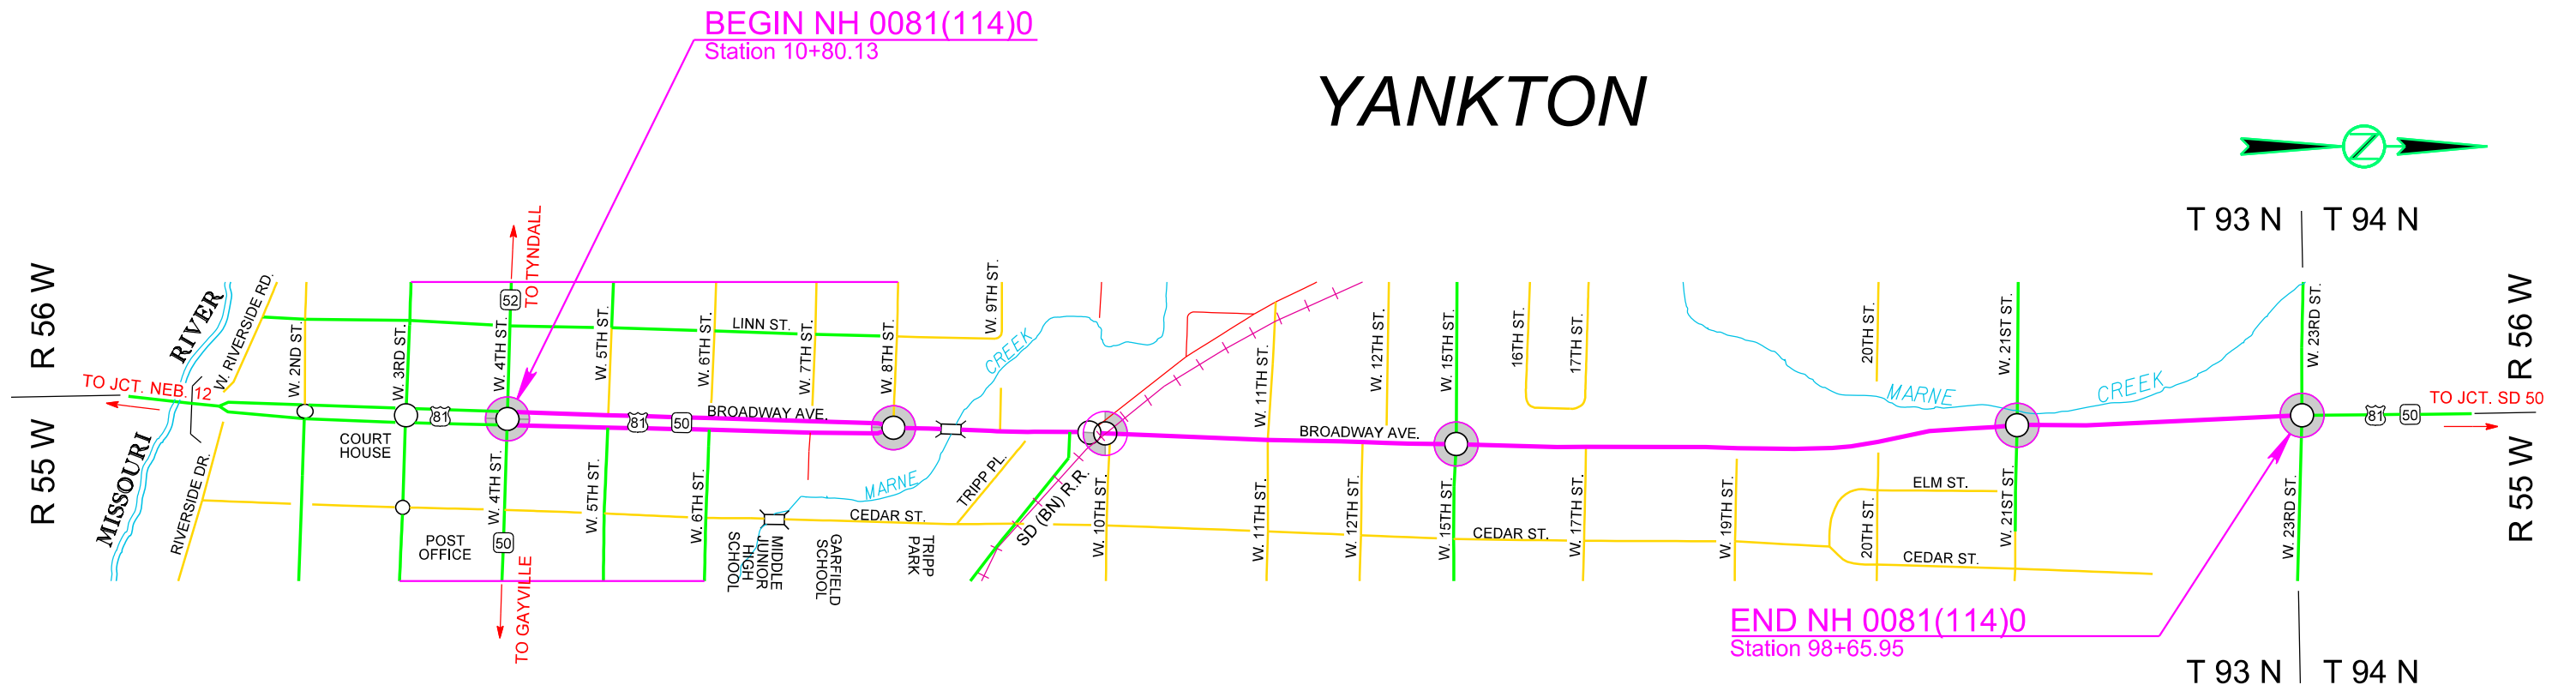 BEGIN NH 0081(114)0
Station 10+80.13
YANKTON
T 93 N
T 94 N
R 56 W
R 55 W
R 56 W
R 55 W
TO TYNDALL
52
MISSOURI RIVER
W. RIVERSIDE RD.
W. 2ND ST.
W. 3RD ST.
W. 4TH ST.
W. 5TH ST.
W. 6TH ST.
LINN ST.
W. 7TH ST.
W. 8TH ST.
W. 9TH ST.
CREEK
W. 11TH ST.
W. 12TH ST.
W. 15TH ST.
16TH ST.
17TH ST.
20TH ST.
W. 21ST ST.
W. 23RD ST.
MARNE CREEK
TO JCT. NEB. 12
81
81
50
BROADWAY AVE.
BROADWAY AVE.
81
50
TO JCT. SD 50
COURT
HOUSE
RIVERSIDE DR.
W. 4TH ST.
W. 5TH ST.
W. 6TH ST.
MARNE
TRIPP PL.
SD (BN) R.R.
W. 10TH ST.
W. 11TH ST.
W. 12TH ST.
W. 15TH ST.
W. 17TH ST.
W. 19TH ST.
20TH ST.
W. 21ST ST.
W. 23RD ST.
CEDAR ST.
CEDAR ST.
ELM ST.
CEDAR ST.
POST
OFFICE
50
TO GAYVILLE
MIDDLE
JUNIOR
HIGH
SCHOOL
GARFIELD
SCHOOL
TRIPP
PARK
END NH 0081(114)0
Station 98+65.95
T 93 N
T 94 N